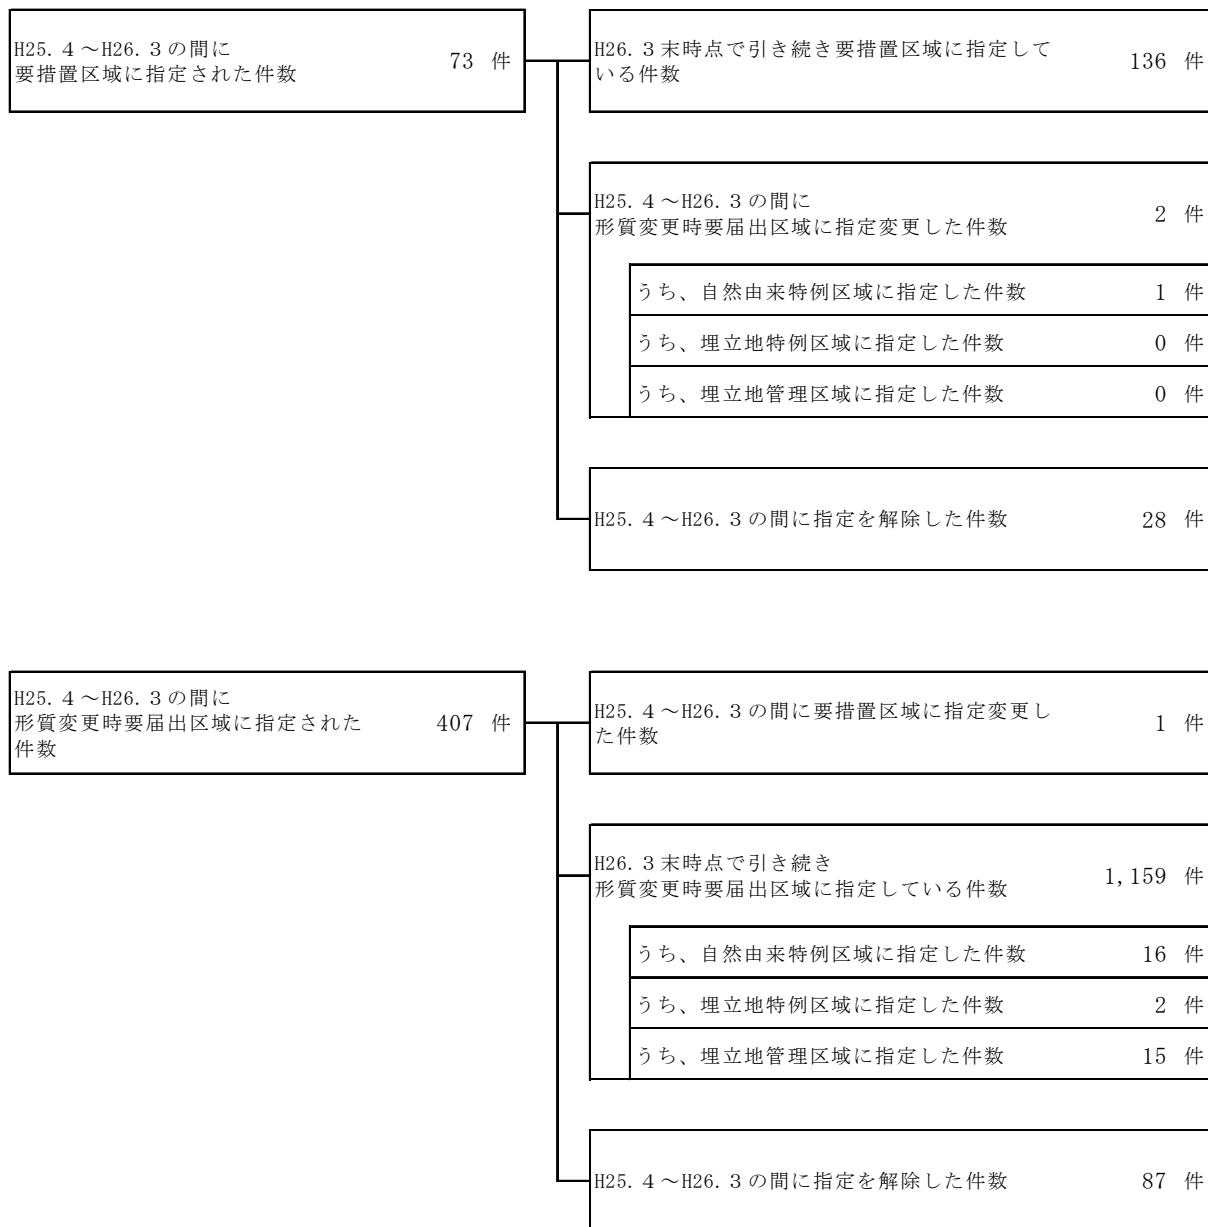 H25.4～H26.3の間に
要措置区域に指定された件数 73 件
H26.3末時点で引き続き要措置区域に指定して
いる件数 136 件
H25.4～H26.3の間に
形質変更時要届出区域に指定変更した件数 2 件
うち、自然由来特例区域に指定した件数 1 件
うち、埋立地特例区域に指定した件数 0 件
うち、埋立地管理区域に指定した件数 0 件
H25.4～H26.3の間に指定を解除した件数 28 件
H25.4～H26.3の間に
形質変更時要届出区域に指定された 407 件
件数
H25.4～H26.3の間に要措置区域に指定変更し
た件数 1 件
H26.3末時点で引き続き
形質変更時要届出区域に指定している件数 1,159 件
うち、自然由来特例区域に指定した件数 16 件
うち、埋立地特例区域に指定した件数 2 件
うち、埋立地管理区域に指定した件数 15 件
H25.4～H26.3の間に指定を解除した件数 87 件